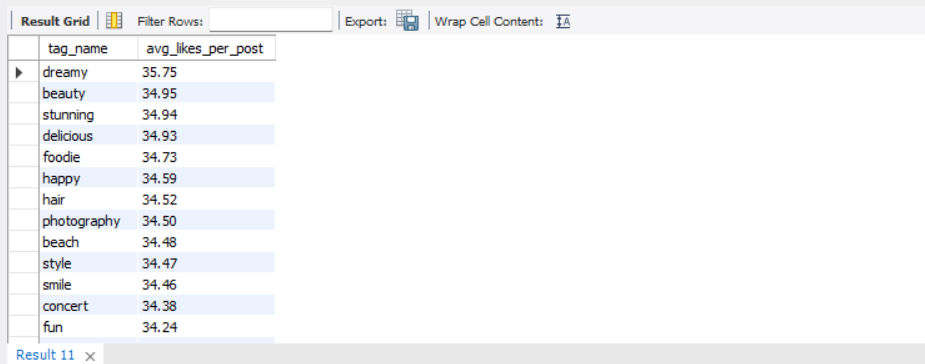 Result Grid Filter Rows: Export: Wrap Cell Content: IA
tag_name avg_likes_per_post
dreamy 35.75
beauty 34.95
stunning 34.94
delicious 34.93
foodie 34.73
happy 34.59
hair 34.52
photography 34.50
beach 34.48
style 34.47
smile 34.46
concert 34.38
fun 34.24
Result 11 ×